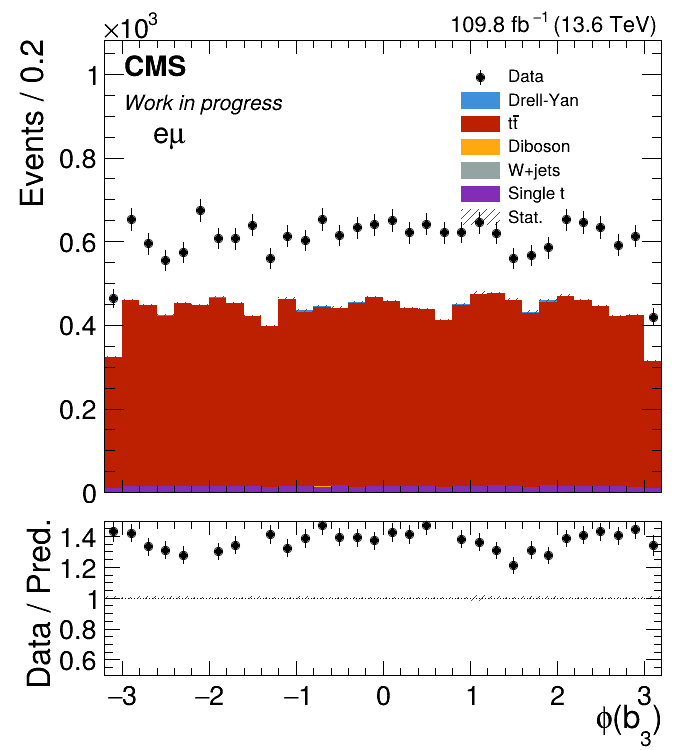 ×10³
109.8 fb⁻¹ (13.6 TeV)
CMS
Work in progress
eμ
Data
Drell-Yan
tt̄
Diboson
W+jets
Single t
Stat.
Events / 0.2
1
0.8
0.6
0.4
0.2
0
Data / Pred.
1.4
1.2
1
0.8
0.6
−3 −2 −1 0 1 2 3
ϕ(b₃)